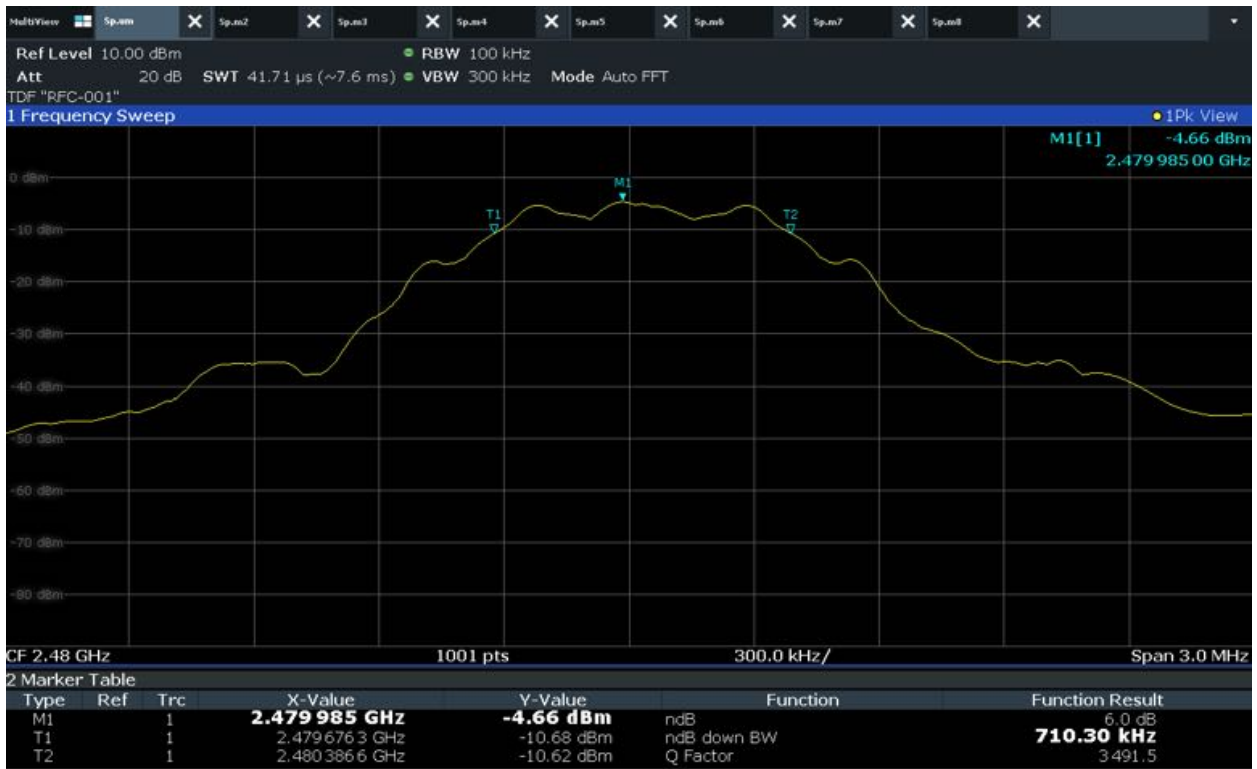 MultiView Sp.em Sp.m2 Sp.m3 Sp.m4 Sp.m5 Sp.m6 Sp.m7 Sp.m8
Ref Level 10.00 dBm RBW 100 kHz
Att 20 dB SWT 41.71 µs (~7.6 ms) VBW 300 kHz Mode Auto FFT
TDF "RFC-001"
1 Frequency Sweep 1Pk View
M1[1] -4.66 dBm
2.479 985 00 GHz
0 dBm
M1
T1 T2
-10 dBm
-20 dBm
-30 dBm
-40 dBm
-50 dBm
-60 dBm
-70 dBm
-80 dBm
CF 2.48 GHz 1001 pts 300.0 kHz/ Span 3.0 MHz
2 Marker Table
Type Ref Trc X-Value Y-Value Function Function Result
M1 1 2.479 985 GHz -4.66 dBm ndB 6.0 dB
T1 1 2.479 676 3 GHz -10.68 dBm ndB down BW 710.30 kHz
T2 1 2.480 386 6 GHz -10.62 dBm Q Factor 3 491.5